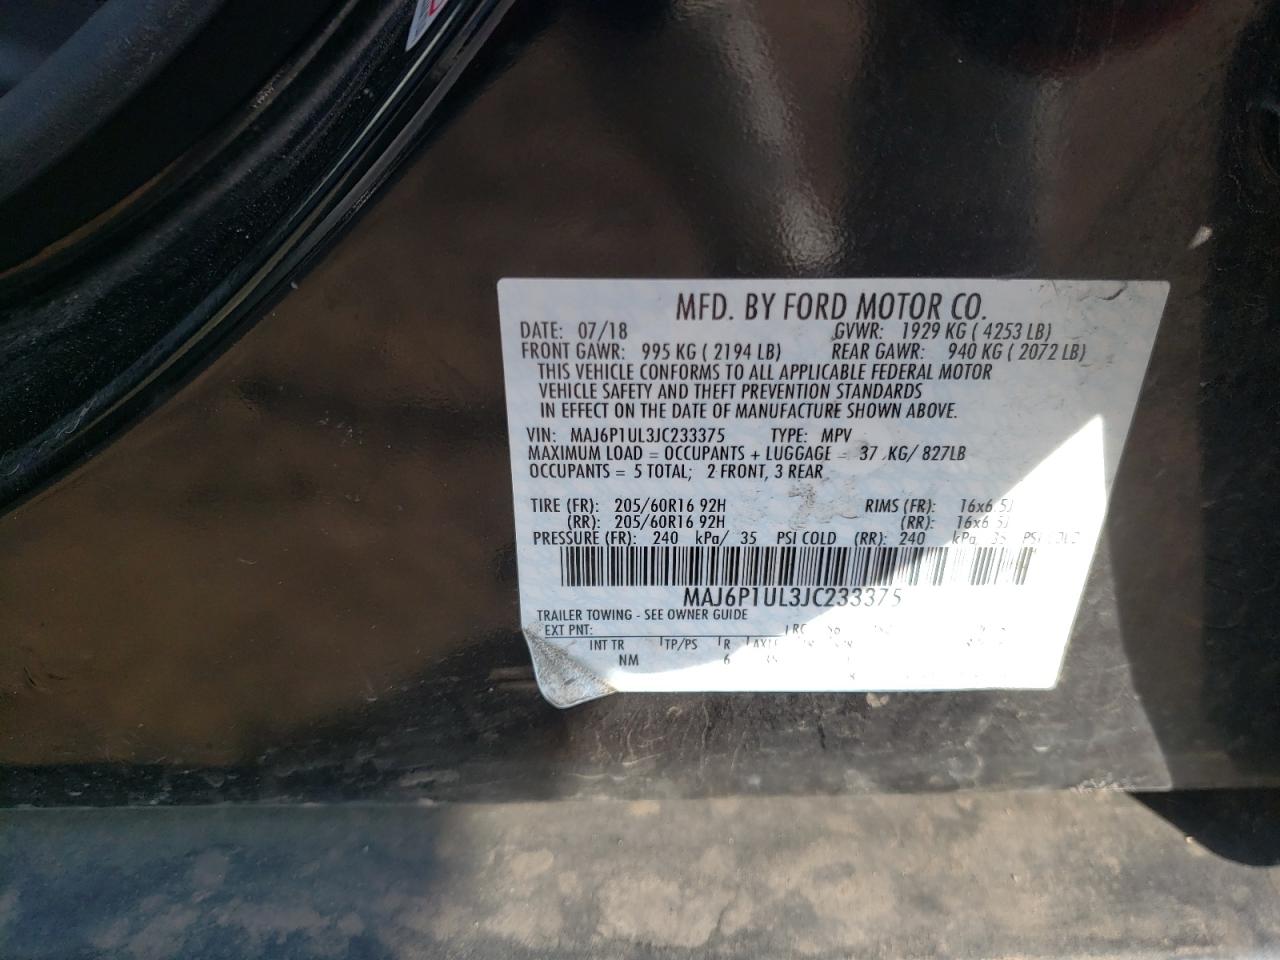 MFD. BY FORD MOTOR CO.
DATE: 07/18 GVWR: 1929 KG ( 4253 LB)
FRONT GAWR: 995 KG ( 2194 LB) REAR GAWR: 940 KG ( 2072 LB)
THIS VEHICLE CONFORMS TO ALL APPLICABLE FEDERAL MOTOR
VEHICLE SAFETY AND THEFT PREVENTION STANDARDS
IN EFFECT ON THE DATE OF MANUFACTURE SHOWN ABOVE.
VIN: MAJ6P1UL3JC233375 TYPE: MPV
MAXIMUM LOAD = OCCUPANTS + LUGGAGE = 37 KG/ 827LB
OCCUPANTS = 5 TOTAL; 2 FRONT, 3 REAR
TIRE (FR): 205/60R16 92H RIMS (FR): 16x6.5J
(RR): 205/60R16 92H (RR): 16x6.5J
PRESSURE (FR): 240 kPa/ 35 PSI COLD (RR): 240 kPa 35 PSI COLD
MAJ6P1UL3JC233375
TRAILER TOWING - SEE OWNER GUIDE
EXT PNT:
INT TR TP/PS R
NM 6